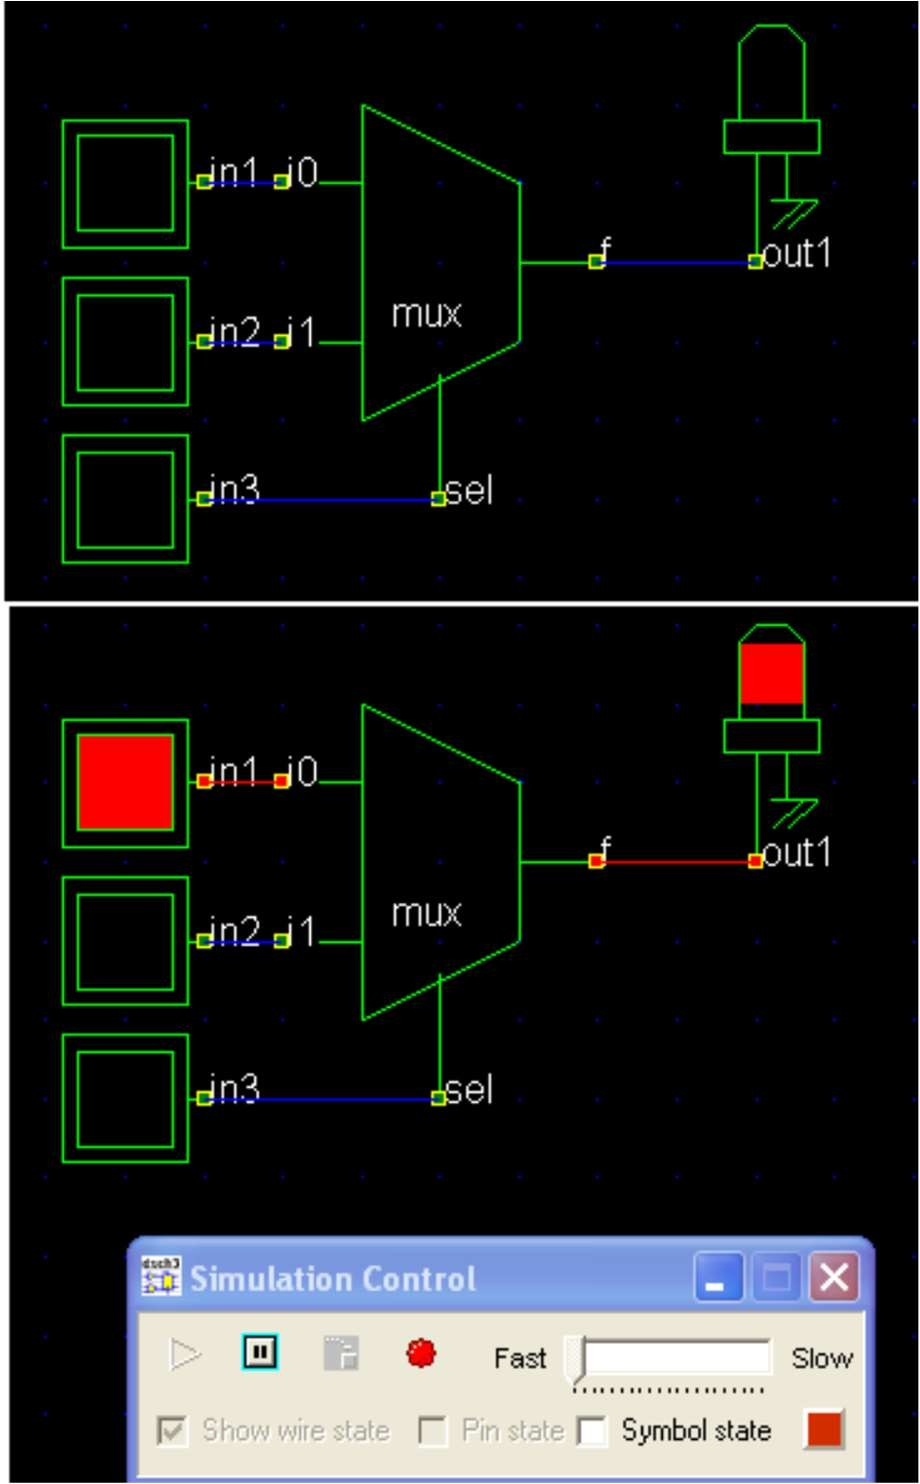 in1 i0
f out1
in2 i1
mux
in3 sel
in1 i0
f out1
in2 i1
mux
in3 sel
dsch3
Simulation Control
Fast Slow
Show wire state Pin state Symbol state